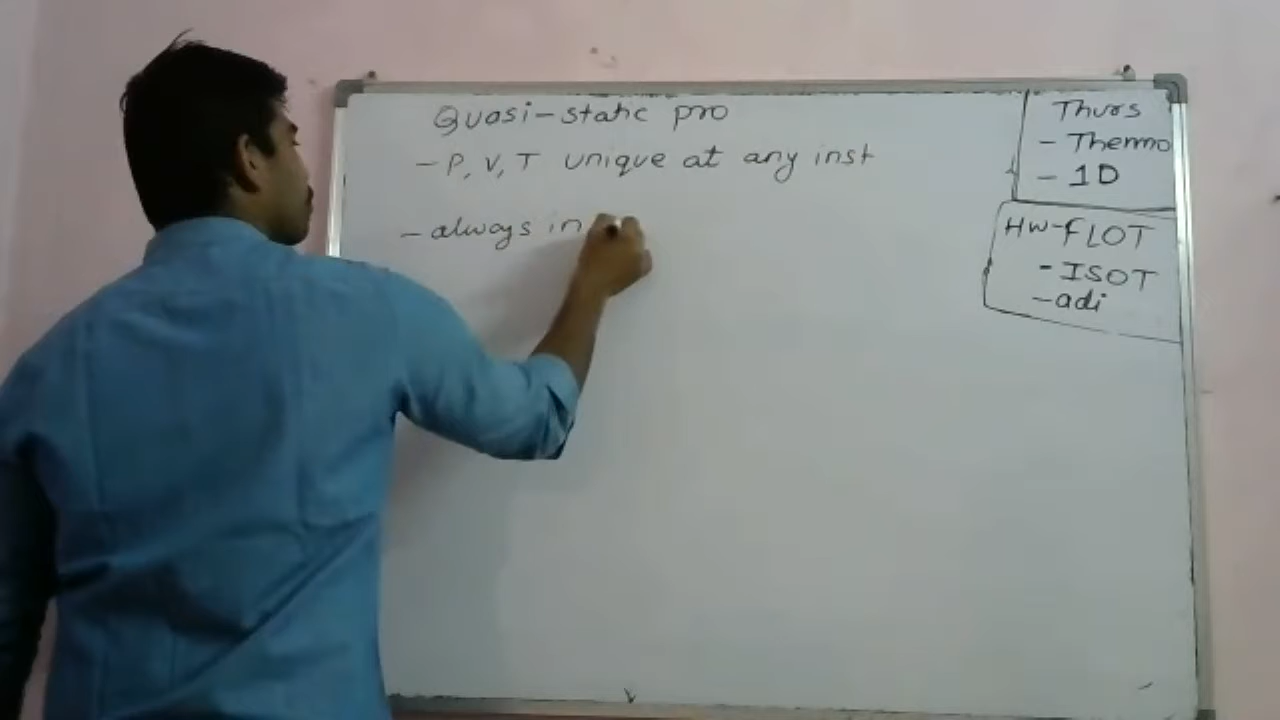 Quasi-static pro
- P, V, T unique at any inst
- always in
Thurs
- Thermo
- 1D
HW-FLOT
- ISOT
- adi